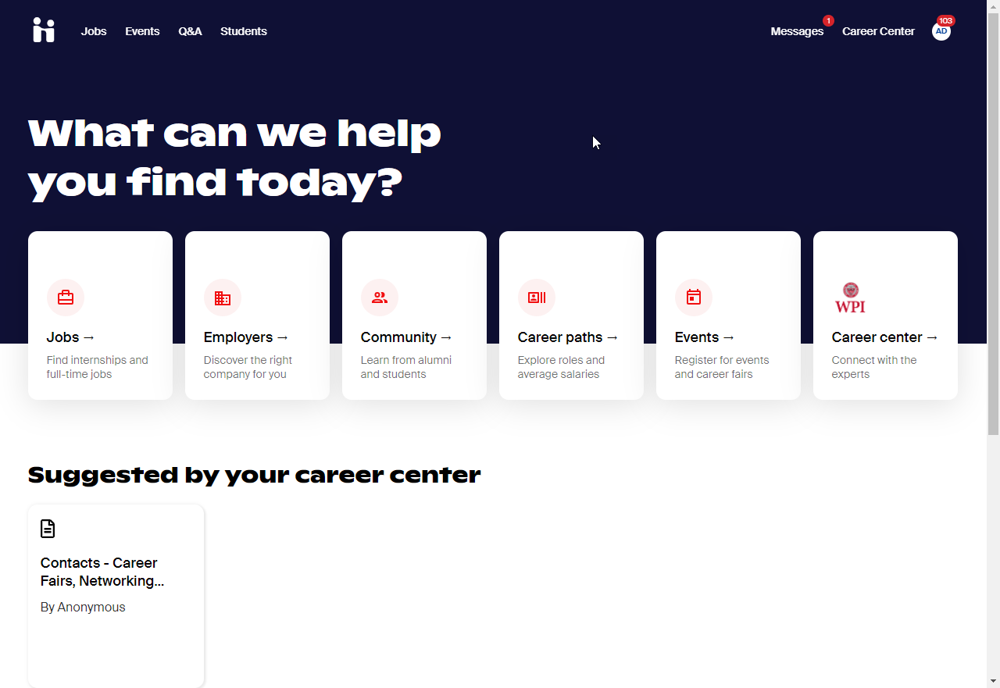 Jobs Events Q&A Students Messages 1 Career Center 103 AD
What can we help
you find today?
Jobs →
Find internships and
full-time jobs
Employers →
Discover the right
company for you
Community →
Learn from alumni
and students
Career paths →
Explore roles and
average salaries
Events →
Register for events
and career fairs
WPI
Career center →
Connect with the
experts
Suggested by your career center
Contacts - Career
Fairs, Networking...
By Anonymous